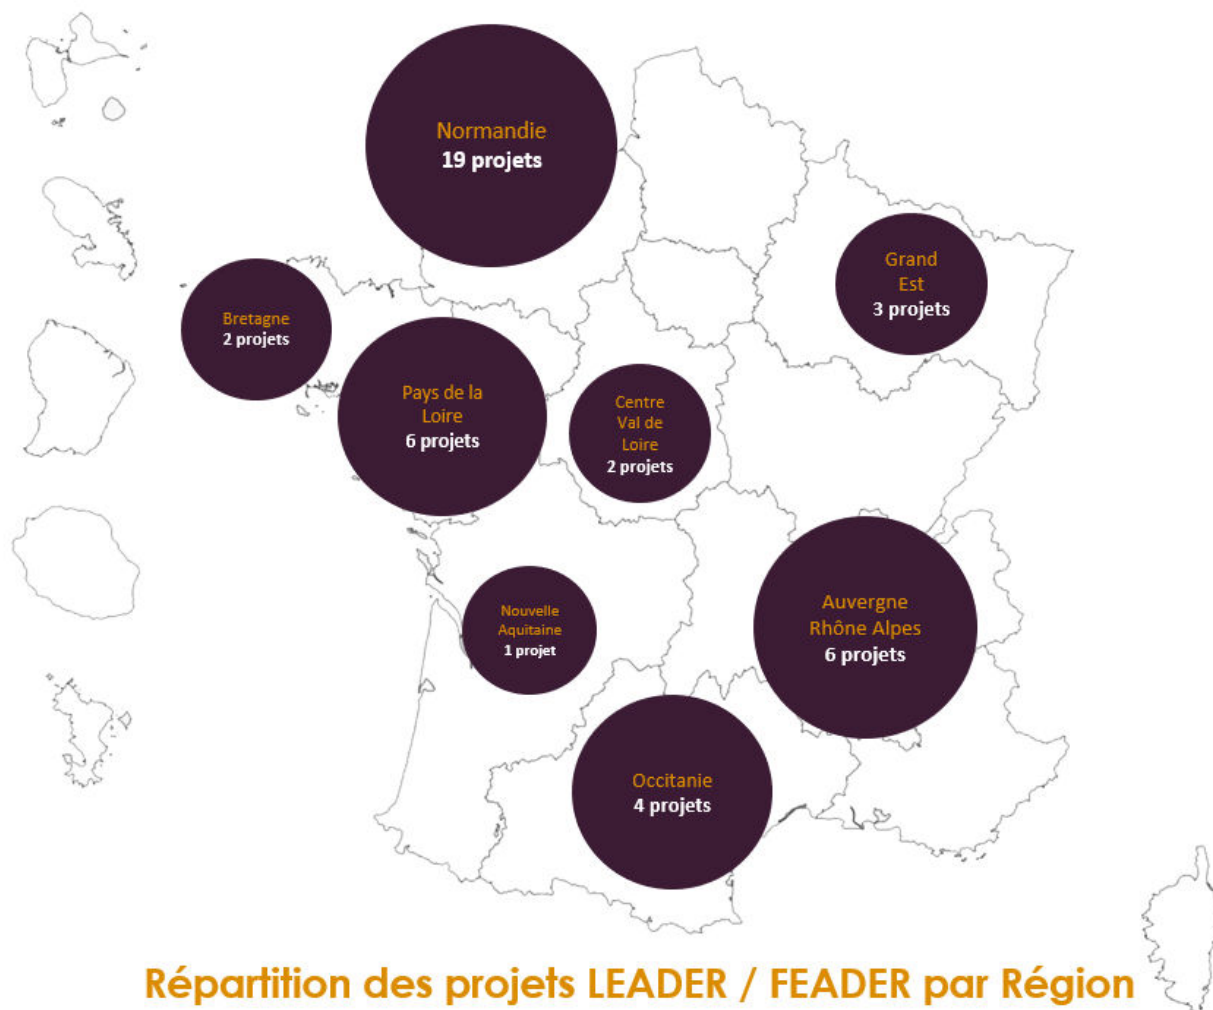 Normandie
19 projets
Grand
Est
3 projets
Bretagne
2 projets
Pays de la
Loire
6 projets
Centre
Val de
Loire
2 projets
Nouvelle
Aquitaine
1 projet
Auvergne
Rhône Alpes
6 projets
Occitanie
4 projets
Répartition des projets LEADER / FEADER par Région